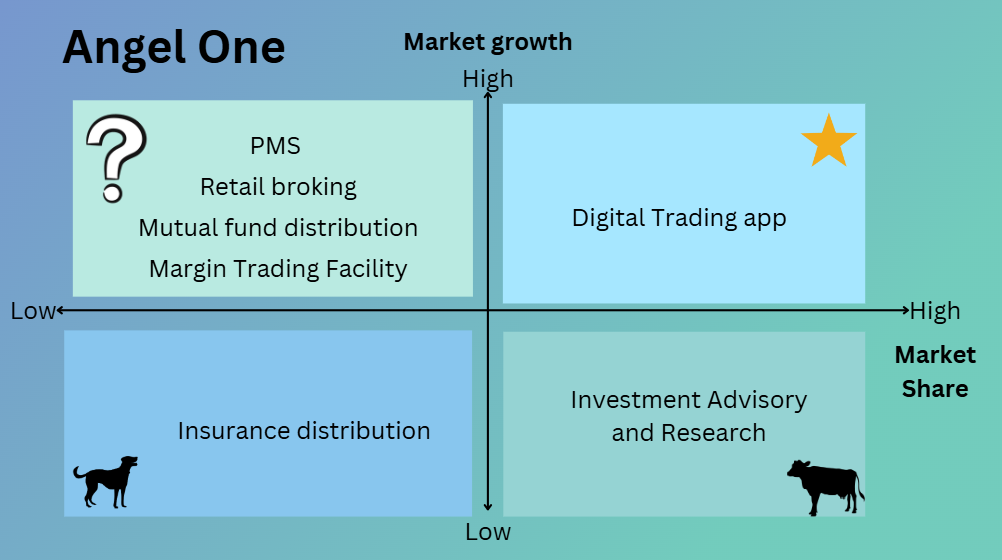 Angel One
Market growth
High
PMS
Retail broking
Mutual fund distribution
Margin Trading Facility
Digital Trading app
Low
High
Market
Share
Insurance distribution
Investment Advisory
and Research
Low